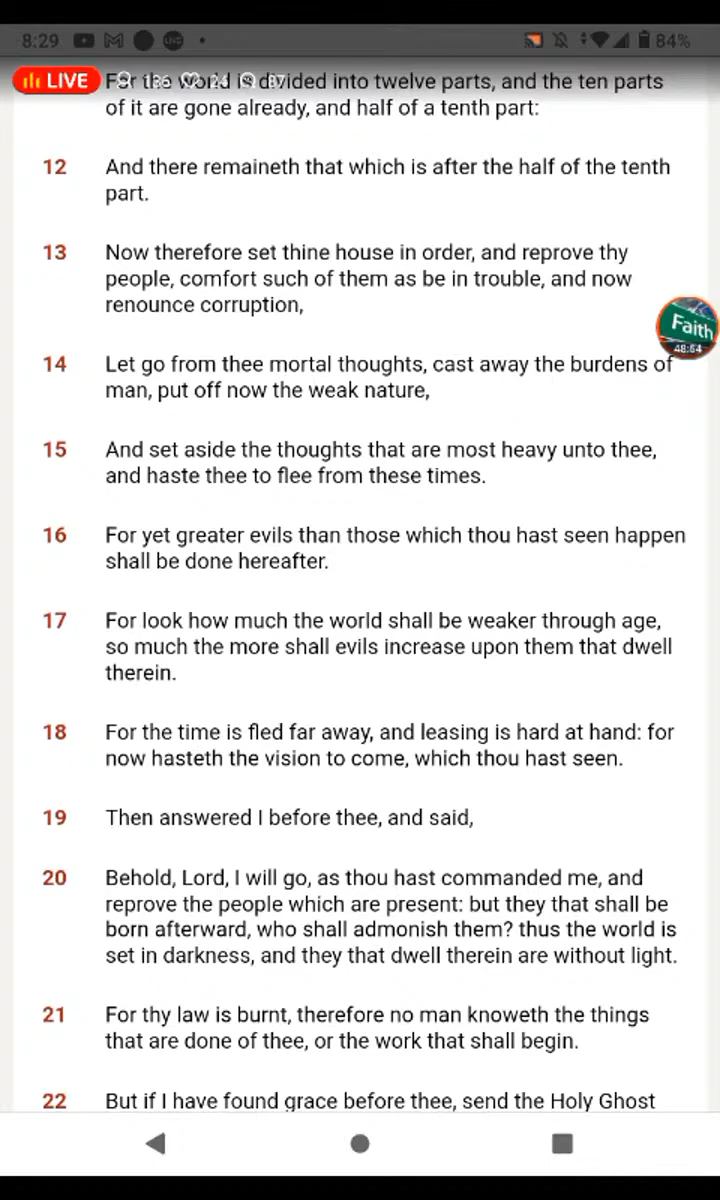 8:29
84%
LIVE
For the world is divided into twelve parts, and the ten parts
of it are gone already, and half of a tenth part:
12 And there remaineth that which is after the half of the tenth
part.
13 Now therefore set thine house in order, and reprove thy
people, comfort such of them as be in trouble, and now
renounce corruption,
Faith
48:54
14 Let go from thee mortal thoughts, cast away the burdens of
man, put off now the weak nature,
15 And set aside the thoughts that are most heavy unto thee,
and haste thee to flee from these times.
16 For yet greater evils than those which thou hast seen happen
shall be done hereafter.
17 For look how much the world shall be weaker through age,
so much the more shall evils increase upon them that dwell
therein.
18 For the time is fled far away, and leasing is hard at hand: for
now hasteth the vision to come, which thou hast seen.
19 Then answered I before thee, and said,
20 Behold, Lord, I will go, as thou hast commanded me, and
reprove the people which are present: but they that shall be
born afterward, who shall admonish them? thus the world is
set in darkness, and they that dwell therein are without light.
21 For thy law is burnt, therefore no man knoweth the things
that are done of thee, or the work that shall begin.
22 But if I have found grace before thee, send the Holy Ghost